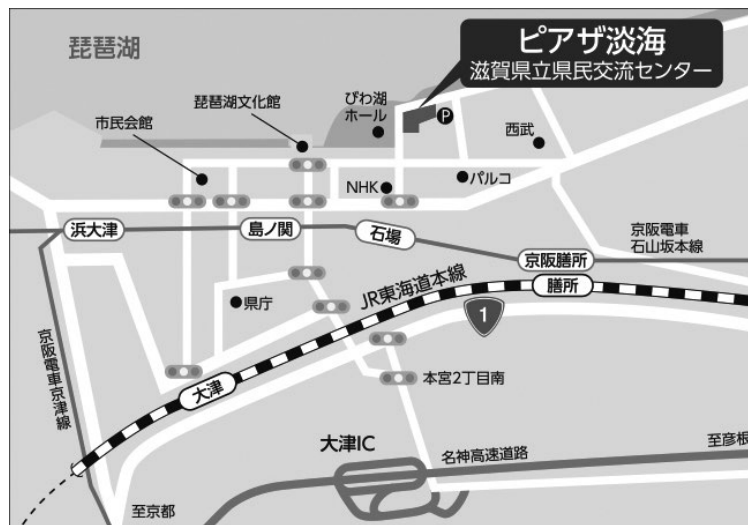 琵琶湖
ピアザ淡海
滋賀県立県民交流センター
びわ湖
ホール
琵琶湖文化館
市民会館
P
西武
NHK
パルコ
浜大津
島ノ関
石場
京阪電車
石山坂本線
京阪膳所
JR東海道本線
膳所
1
県庁
大津
京阪電車京津線
本宮2丁目南
大津IC
名神高速道路
至彦根
至京都